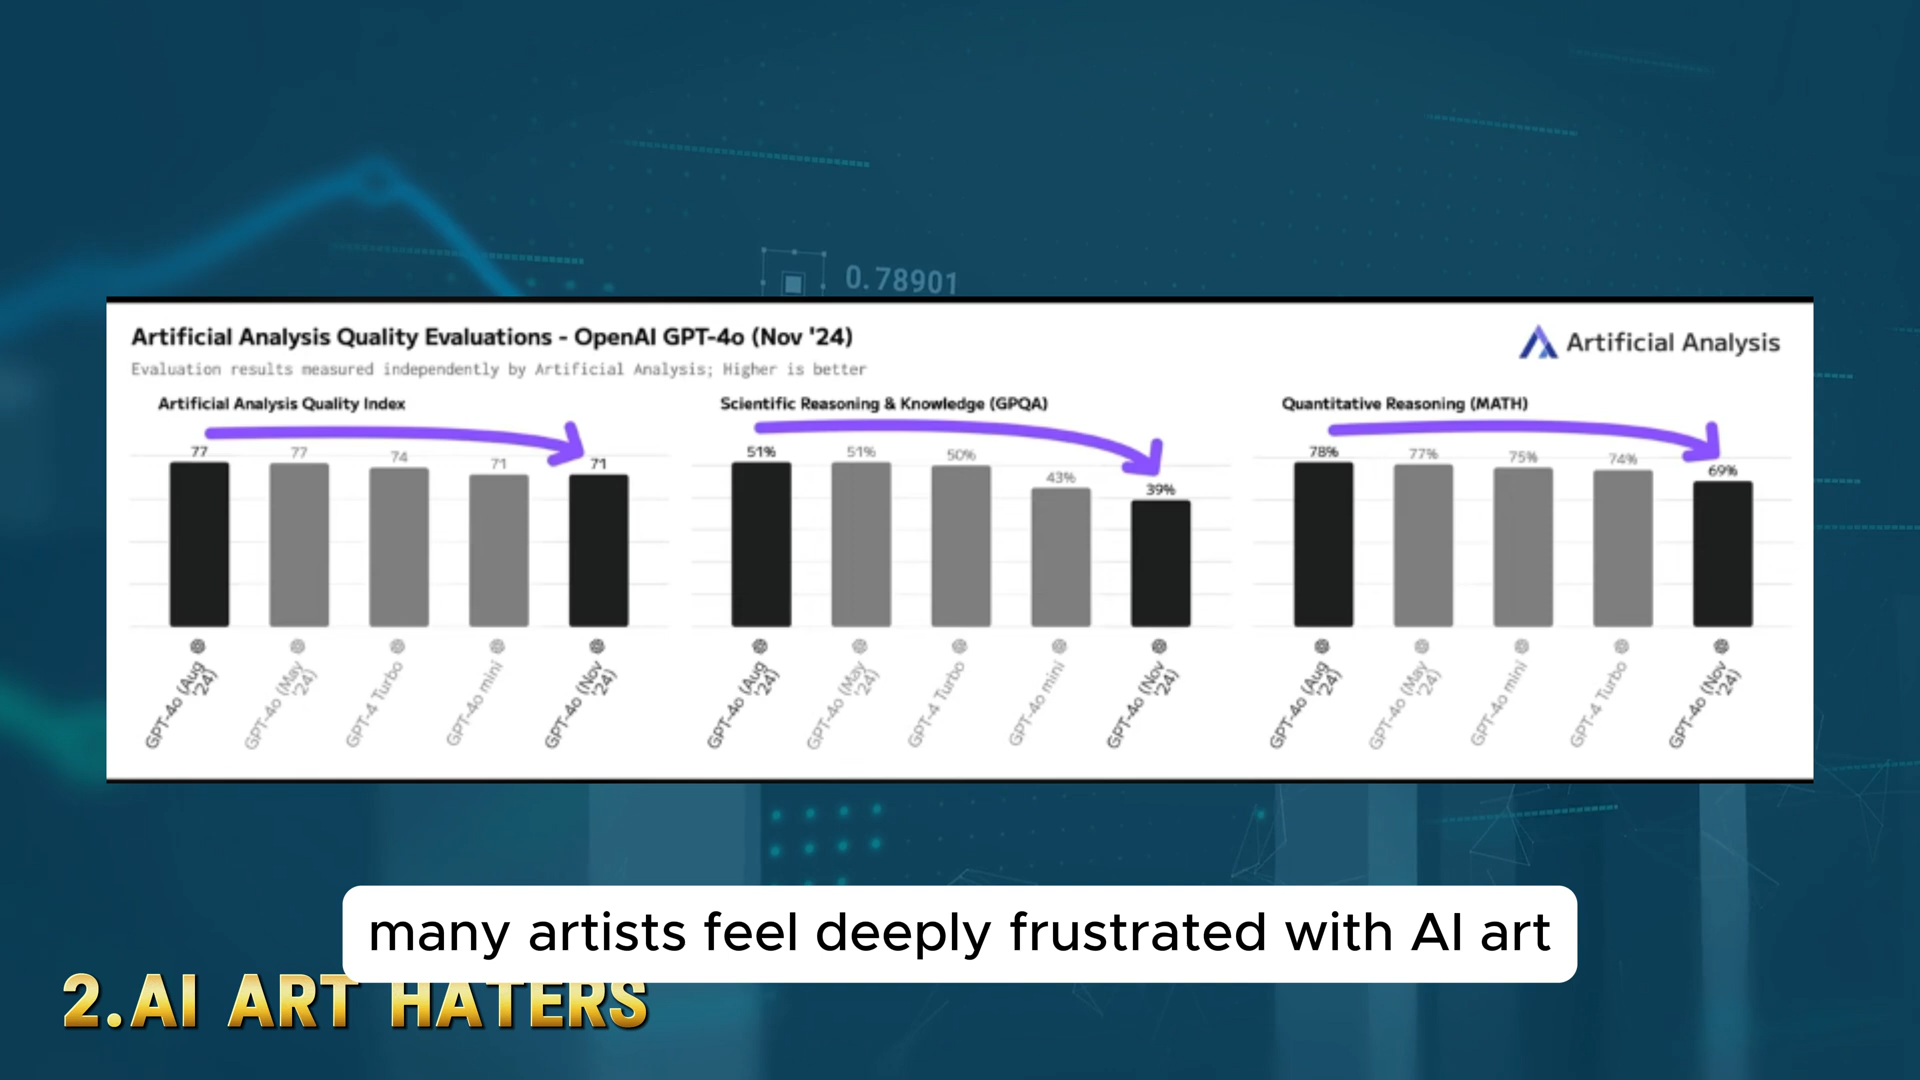 0.78901
Artificial Analysis Quality Evaluations - OpenAI GPT-4o (Nov '24)
Artificial Analysis
Evaluation results measured independently by Artificial Analysis; Higher is better
Artificial Analysis Quality Index
77
77
74
71
71
GPT-4o (Aug '24)
GPT-4o (May '24)
GPT-4 Turbo
GPT-4o mini
GPT-4o (Nov '24)
Scientific Reasoning & Knowledge (GPQA)
51%
51%
50%
43%
39%
GPT-4o (Aug '24)
GPT-4o (May '24)
GPT-4 Turbo
GPT-4o mini
GPT-4o (Nov '24)
Quantitative Reasoning (MATH)
78%
77%
75%
74%
69%
GPT-4o (Aug '24)
GPT-4o (May '24)
GPT-4o mini
GPT-4 Turbo
GPT-4o (Nov '24)
many artists feel deeply frustrated with AI art
2.AI ART HATERS